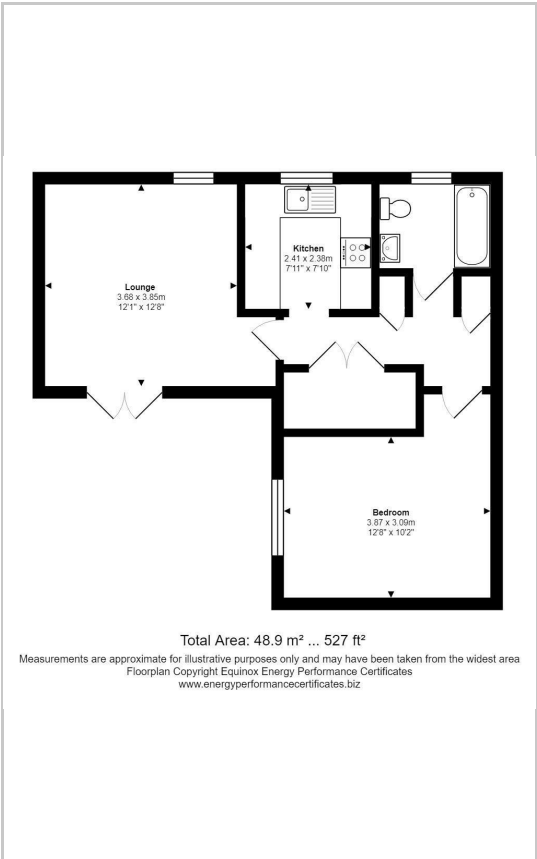 Kitchen
2.41 x 2.38m
7'11" x 7'10"
Lounge
3.68 x 3.85m
12'1" x 12'8"
Bedroom
3.87 x 3.09m
12'8" x 10'2"
Total Area: 48.9 m² ... 527 ft²
Measurements are approximate for illustrative purposes only and may have been taken from the widest area
Floorplan Copyright Equinox Energy Performance Certificates
www.energyperformancecertificates.biz